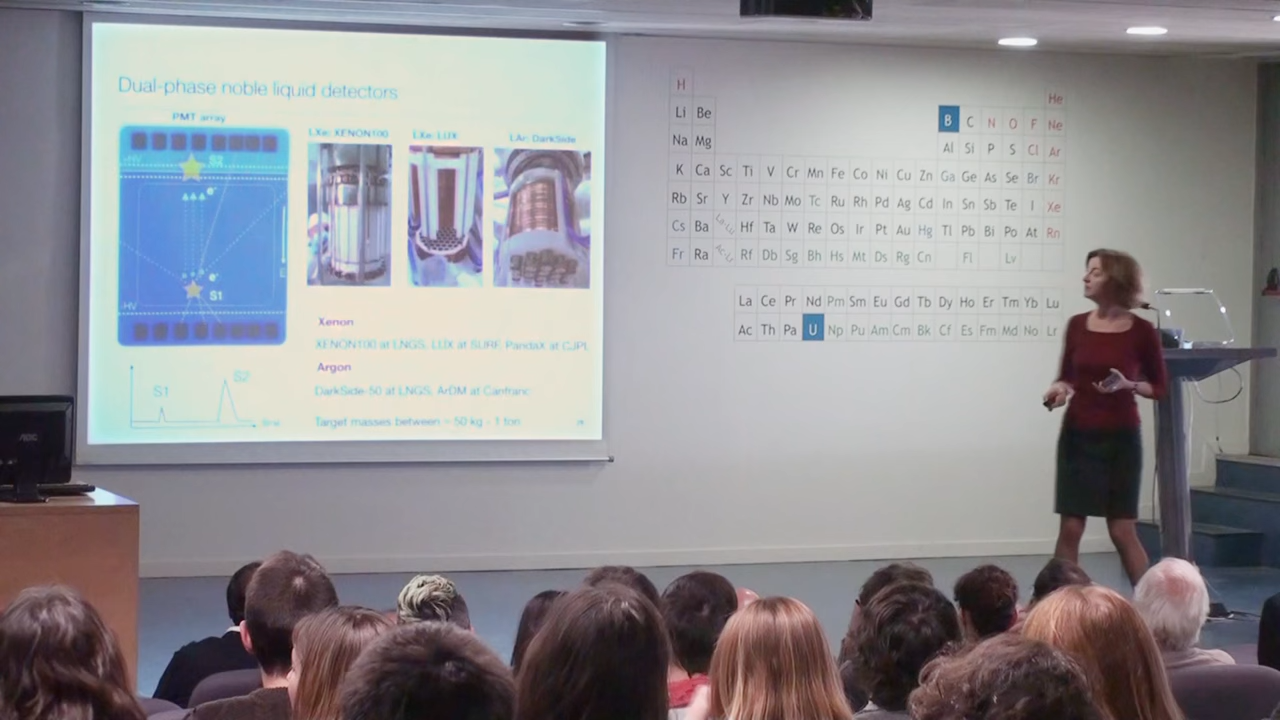 Dual-phase noble liquid detectors
PMT array
LXe: XENON100
LXe: LUX
LAr: DarkSide
+HV
S2
e-
e-
S1
-HV
S1
S2
Xenon
XENON100 at LNGS, LUX at SURF, PandaX at CJPL
Argon
DarkSide-50 at LNGS, ArDM at Canfranc
Target masses between ≈ 50 kg - 1 ton
AOC
H He
Li Be B C N O F Ne
Na Mg Al Si P S Cl Ar
K Ca Sc Ti V Cr Mn Fe Co Ni Cu Zn Ga Ge As Se Br Kr
Rb Sr Y Zr Nb Mo Tc Ru Rh Pd Ag Cd In Sn Sb Te I Xe
Cs Ba La-Lu Hf Ta W Re Os Ir Pt Au Hg Tl Pb Bi Po At Rn
Fr Ra Ac-Lr Rf Db Sg Bh Hs Mt Ds Rg Cn Fl Lv
La Ce Pr Nd Pm Sm Eu Gd Tb Dy Ho Er Tm Yb Lu
Ac Th Pa U Np Pu Am Cm Bk Cf Es Fm Md No Lr